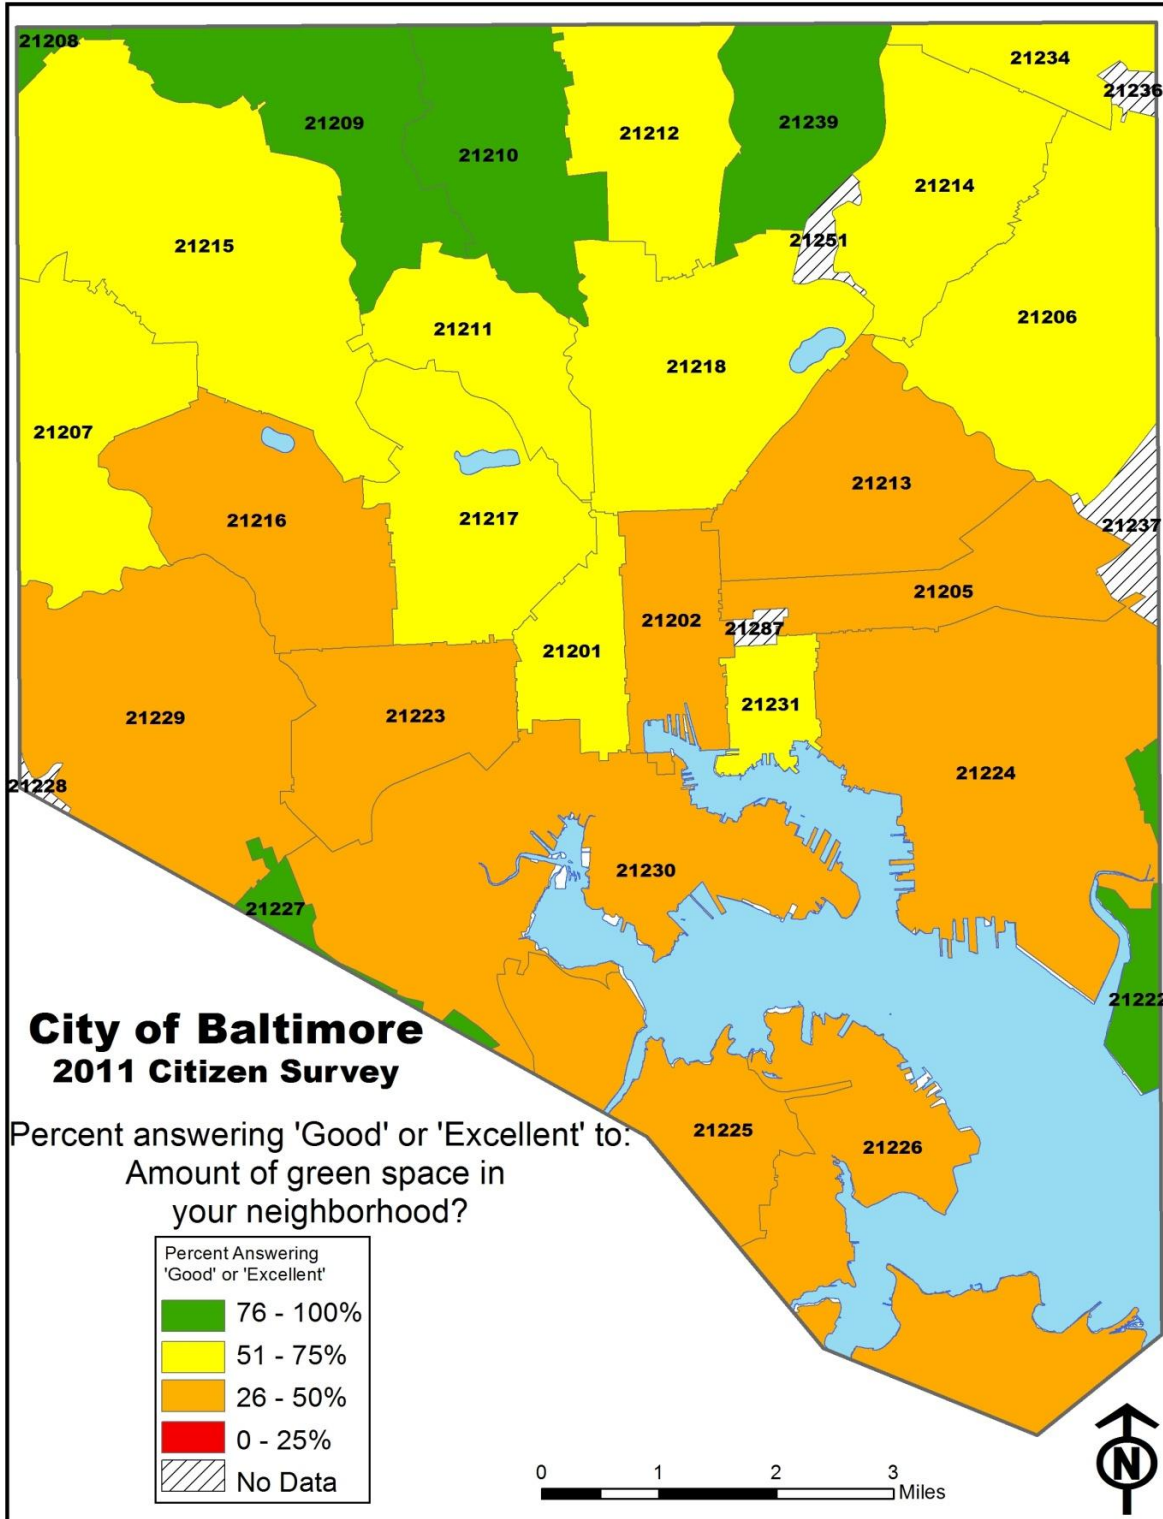 21208
21234
21236
21209
21212
21239
21210
21214
21251
21215
21206
21211
21218
21207
21213
21216
21217
21237
21205
21202
21287
21201
21231
21229
21223
21224
21228
21230
21227
21222
City of Baltimore
2011 Citizen Survey
Percent answering 'Good' or 'Excellent' to:
Amount of green space in
your neighborhood?
21225
21226
Percent Answering
'Good' or 'Excellent'
76 - 100%
51 - 75%
26 - 50%
0 - 25%
No Data
0 1 2 3
Miles
N